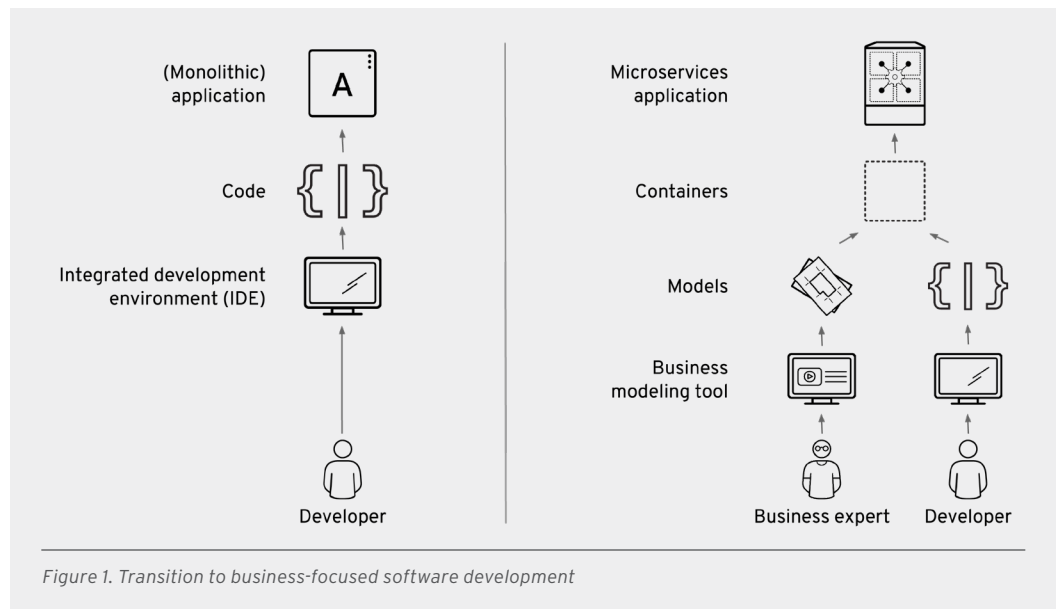 (Monolithic)
application
A
Code
{|}
Integrated development
environment (IDE)
Developer
Microservices
application
Containers
Models
{|}
Business
modeling tool
Business expert
Developer
Figure 1. Transition to business-focused software development